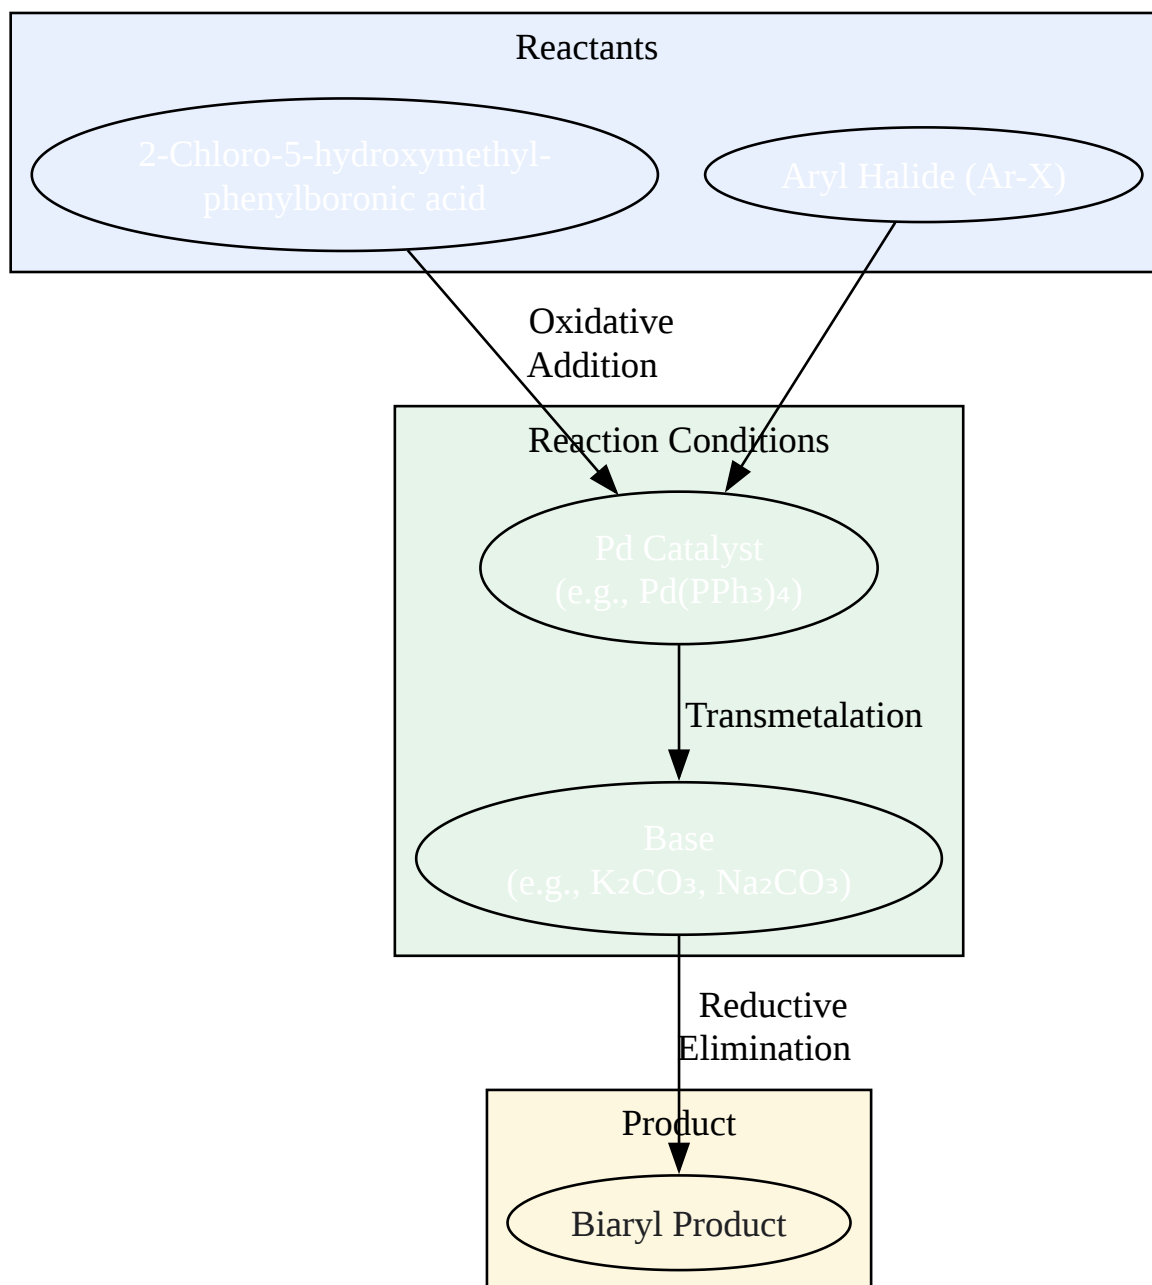 Reactants
2-Chloro-5-hydroxymethyl-
phenylboronic acid
Aryl Halide (Ar-X)
Oxidative
Addition
Reaction Conditions
Pd Catalyst
(e.g., Pd(PPh₃)₄)
Transmetalation
Base
(e.g., K₂CO₃, Na₂CO₃)
Reductive
Elimination
Product
Biaryl Product